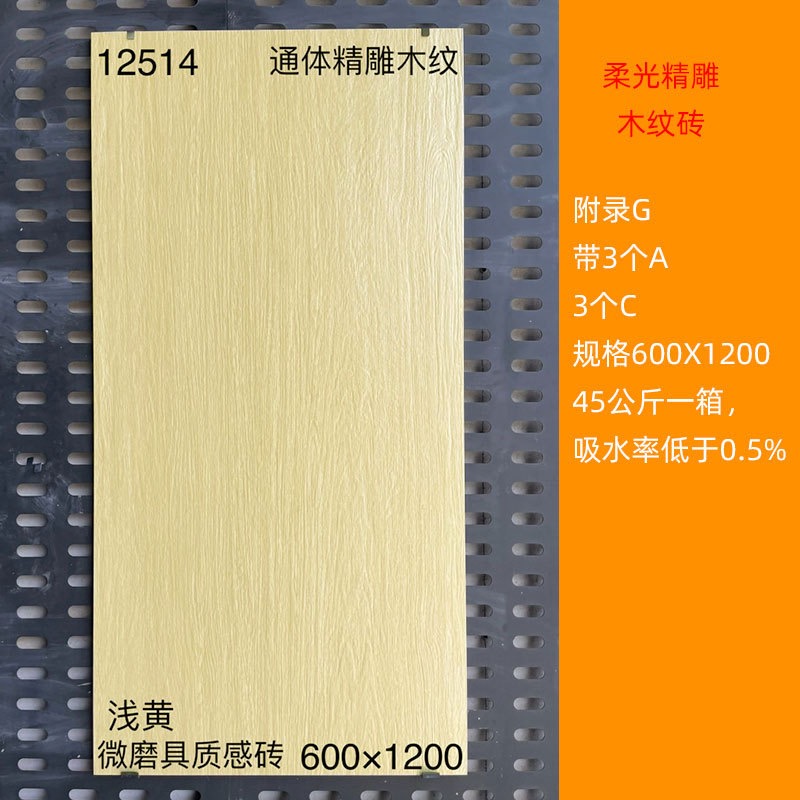 12514 通体精雕木纹
浅黄
微磨具质感砖 600×1200
柔光精雕
木纹砖
附录G
带3个A
3个C
规格600X1200
45公斤一箱，
吸水率低于0.5%